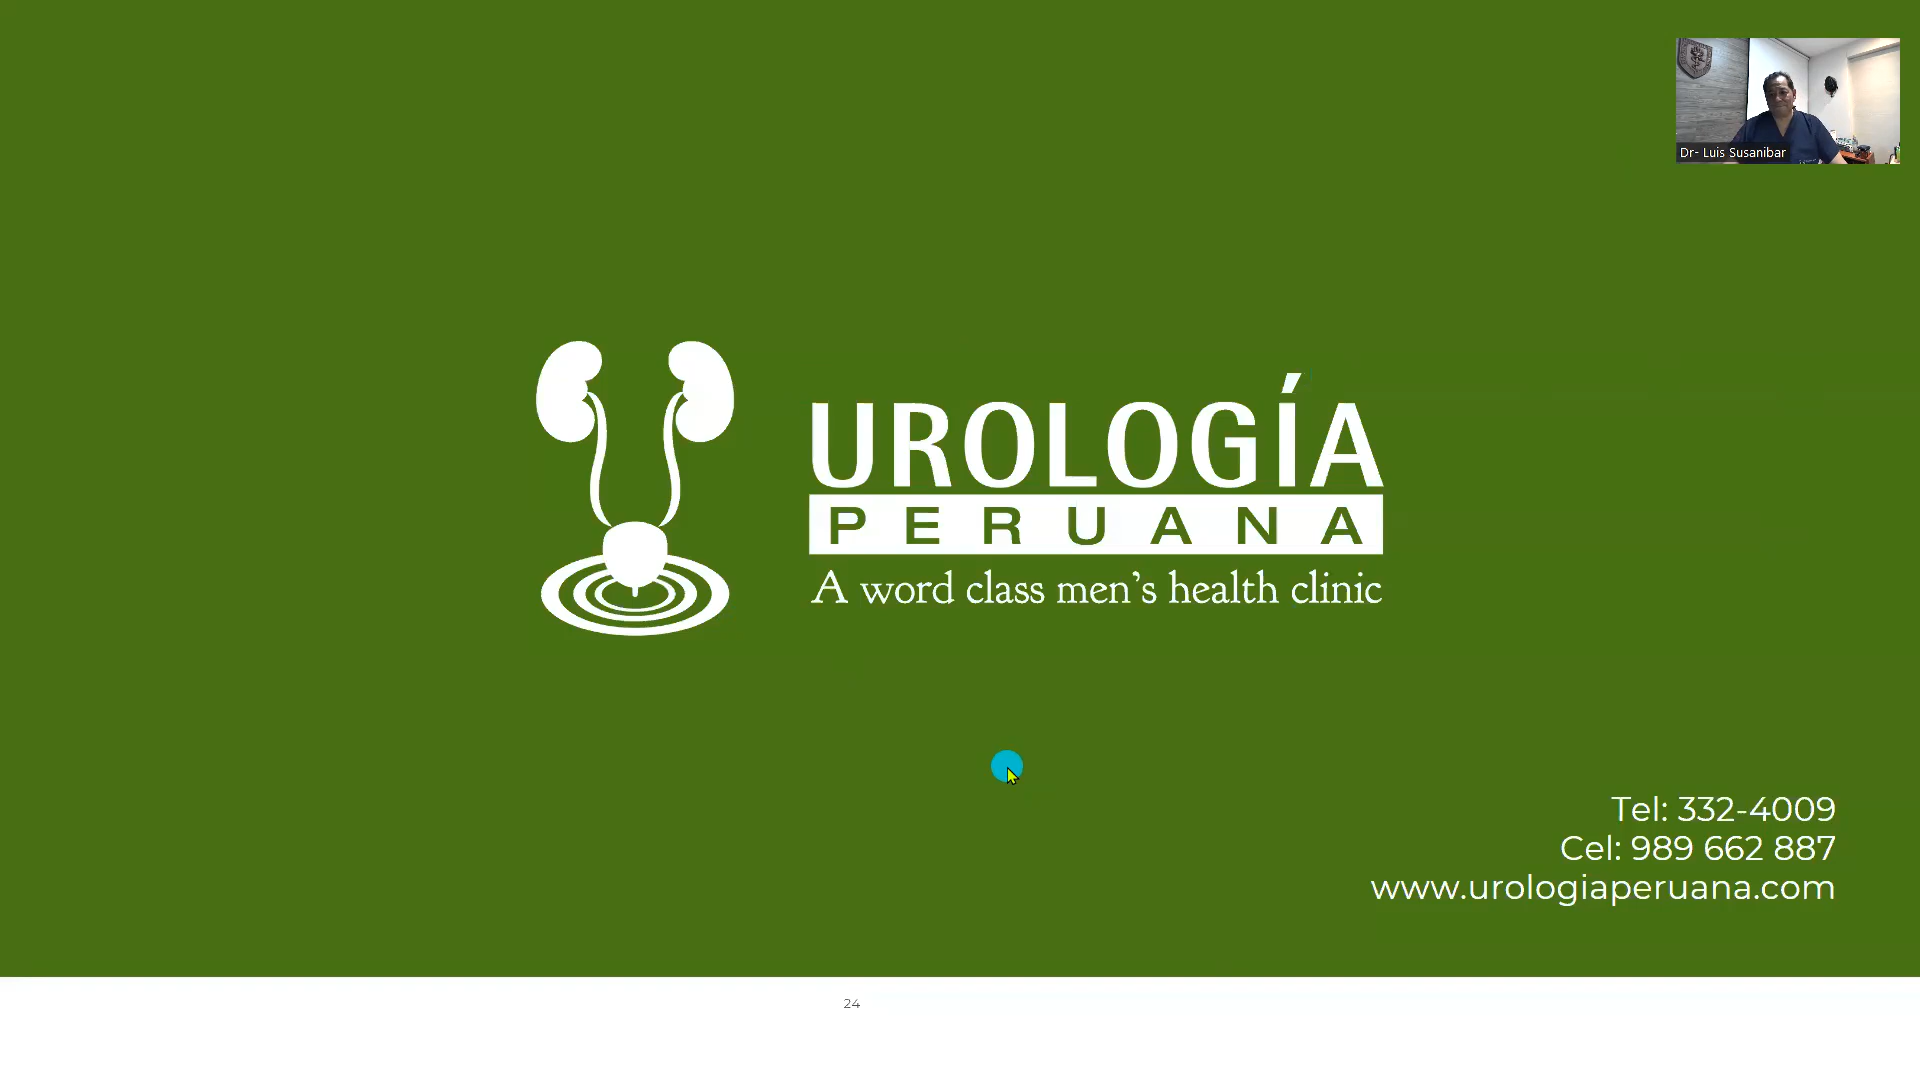 Dr- Luis Susanibar
UROLOGÍA
PERUANA
A word class men's health clinic
Tel: 332-4009
Cel: 989 662 887
www.urologiaperuana.com
24